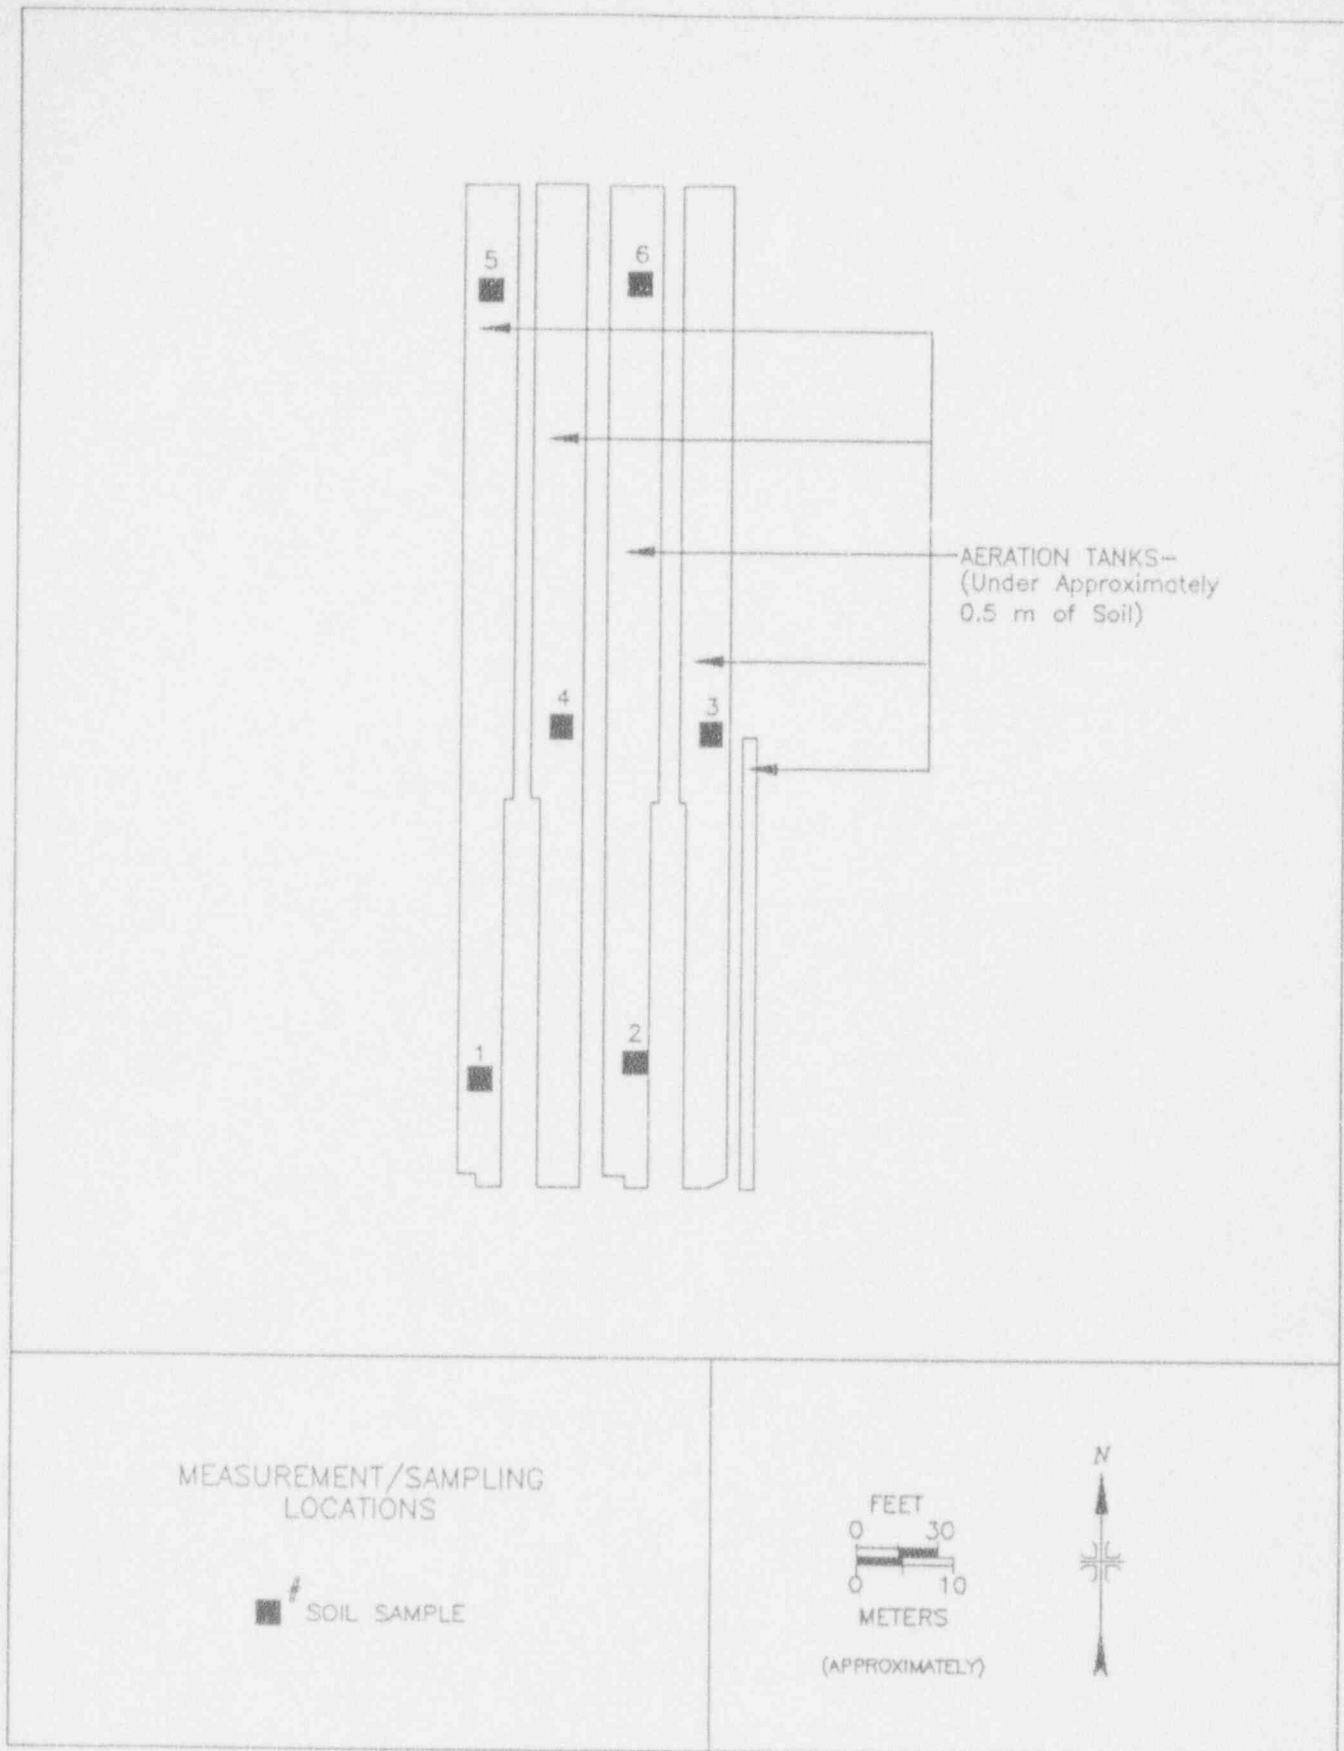 5
6
AERATION TANKS–
(Under Approximately
0.5 m of Soil)
4
3
1
2
MEASUREMENT/SAMPLING
LOCATIONS
#
SOIL SAMPLE
FEET
0 30
0 10
METERS
(APPROXIMATELY)
N